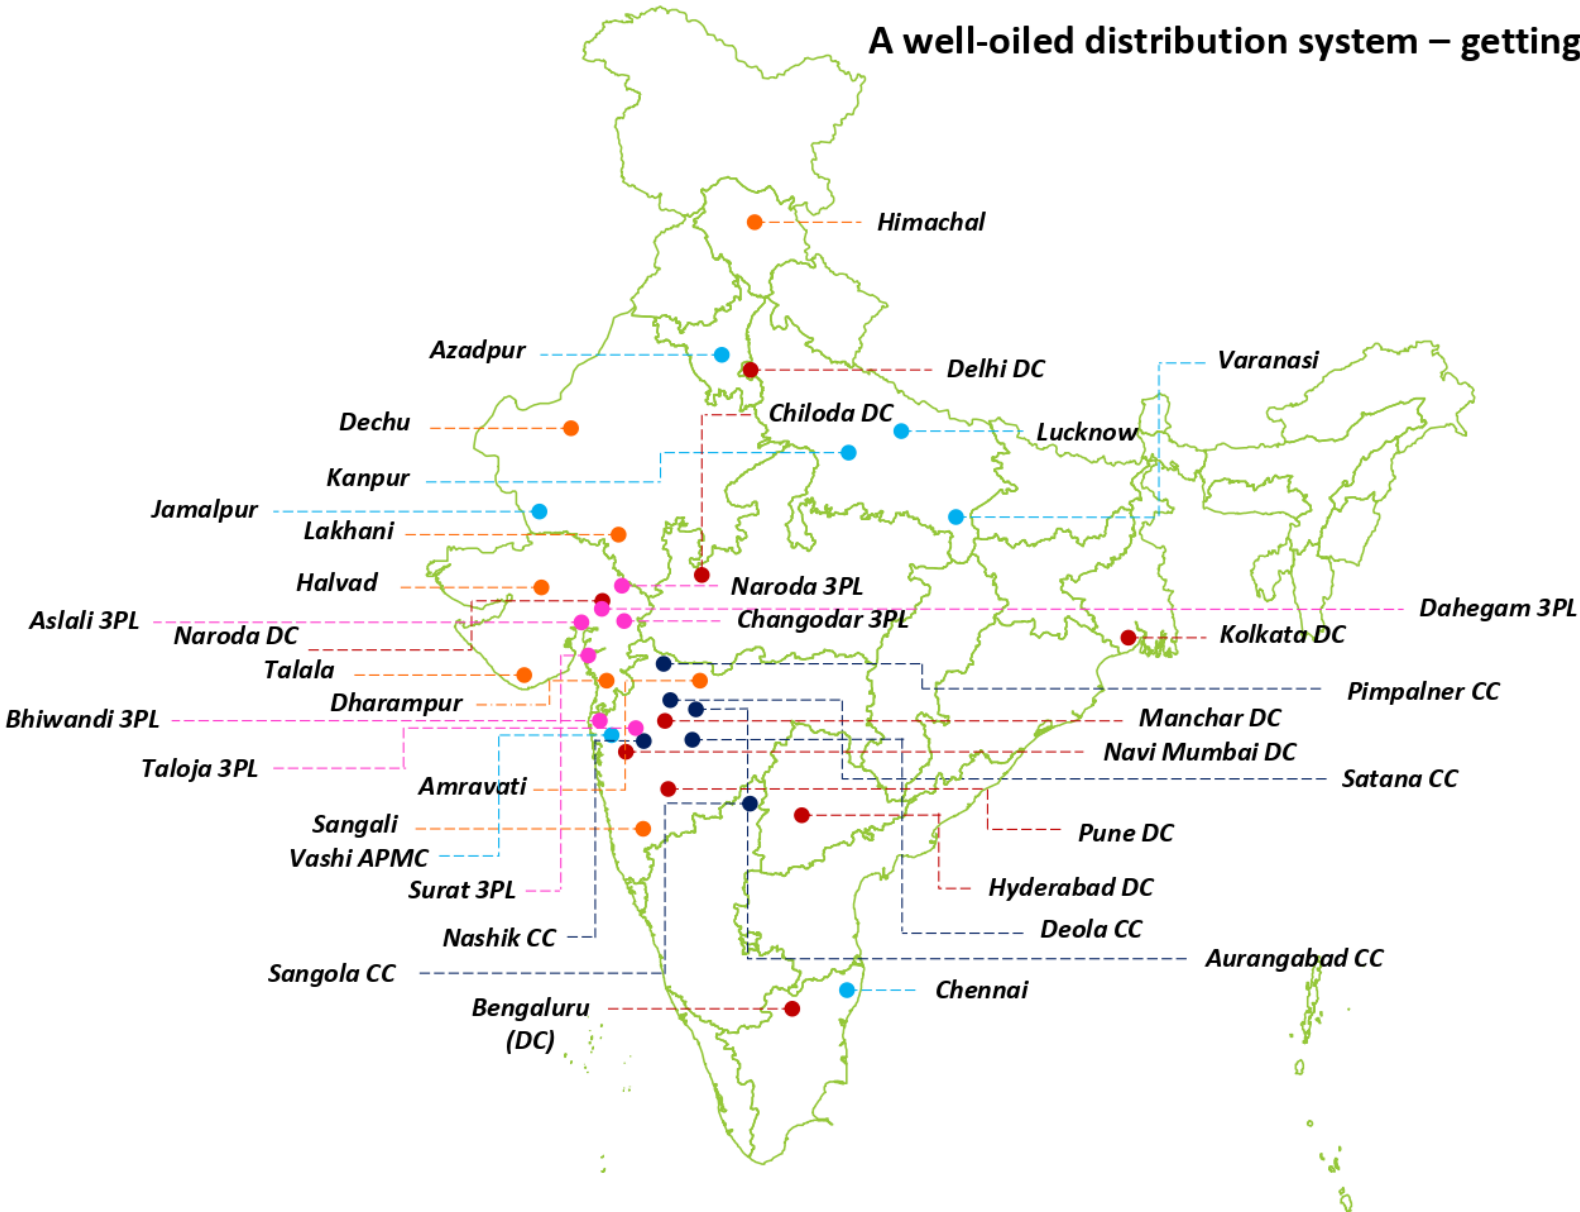 A well-oiled distribution system – getting
Himachal
Azadpur
Delhi DC
Varanasi
Chiloda DC
Dechu
Lucknow
Kanpur
Jamalpur
Lakhani
Halvad
Naroda 3PL
Dahegam 3PL
Aslali 3PL
Changodar 3PL
Naroda DC
Kolkata DC
Talala
Pimpalner CC
Dharampur
Bhiwandi 3PL
Manchar DC
Navi Mumbai DC
Taloja 3PL
Satana CC
Amravati
Sangali
Pune DC
Vashi APMC
Surat 3PL
Hyderabad DC
Deola CC
Nashik CC
Aurangabad CC
Sangola CC
Chennai
Bengaluru
(DC)